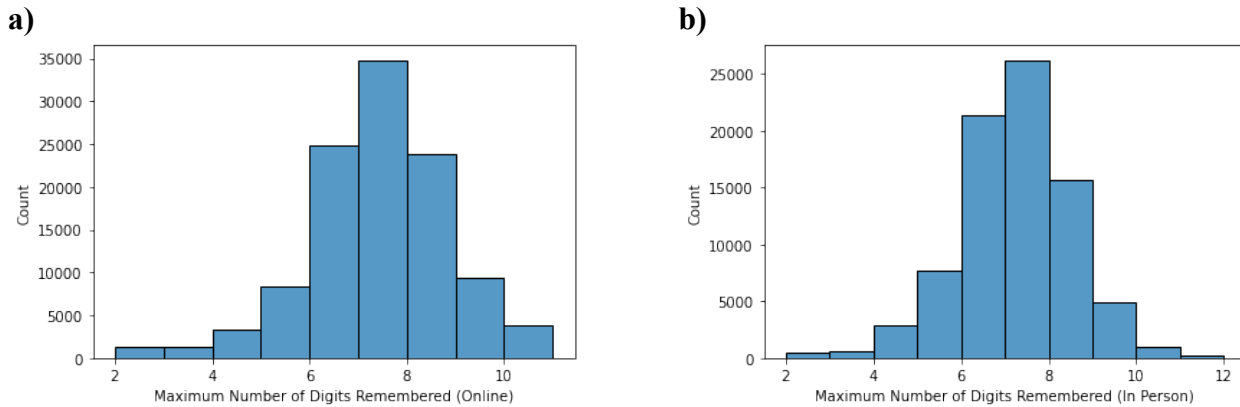 a)
35000
30000
25000
20000
15000
10000
5000
0
Count
2 4 6 8 10
Maximum Number of Digits Remembered (Online)
b)
25000
20000
15000
10000
5000
0
Count
2 4 6 8 10 12
Maximum Number of Digits Remembered (In Person)